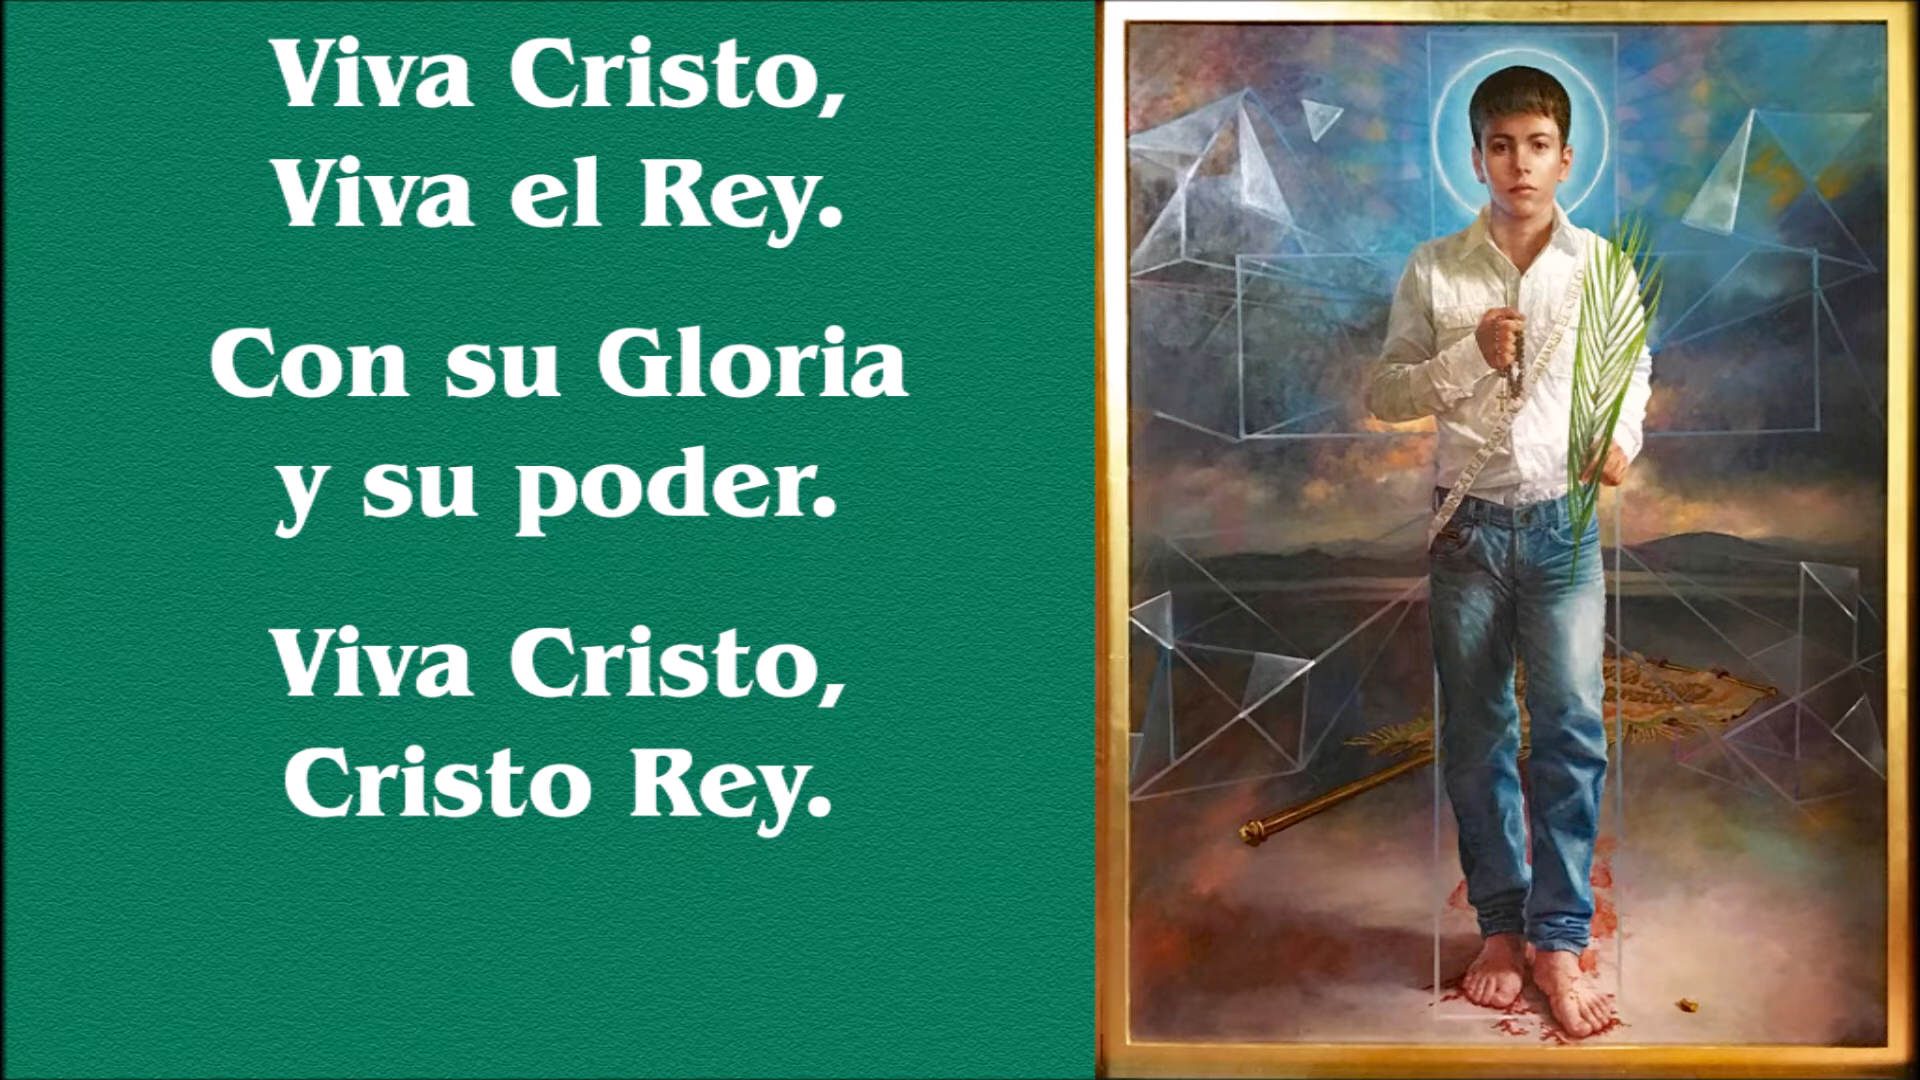 Viva Cristo,
Viva el Rey.
Con su Gloria
y su poder.
Viva Cristo,
Cristo Rey.